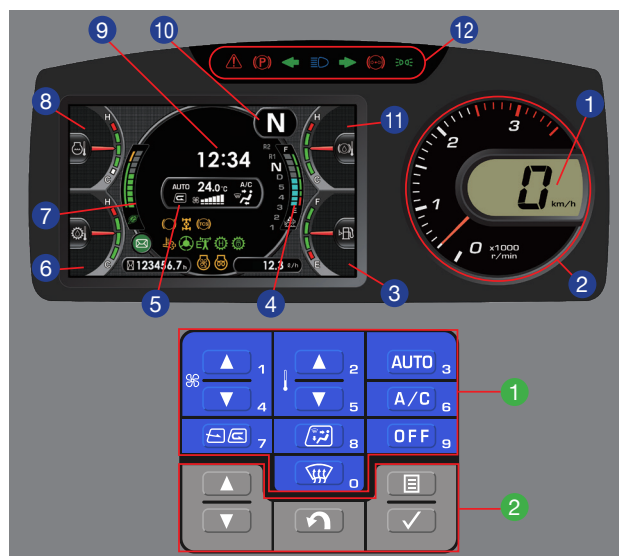 9
10
12
(P)
(ABS)
8
H
C
N
12:34
R2
R1
N
D
5
4
3
2
1
F
H
C
11
1
2
3
1
0
x1000
r/min
0
km/h
AUTO
24.0°C
A/C
7
TCS
H
C
123456.7h
12.3 ℓ/h
F
E
6
5
4
3
2
1
2
AUTO 3
4
5
A/C 6
1
7
8
OFF 9
0
2